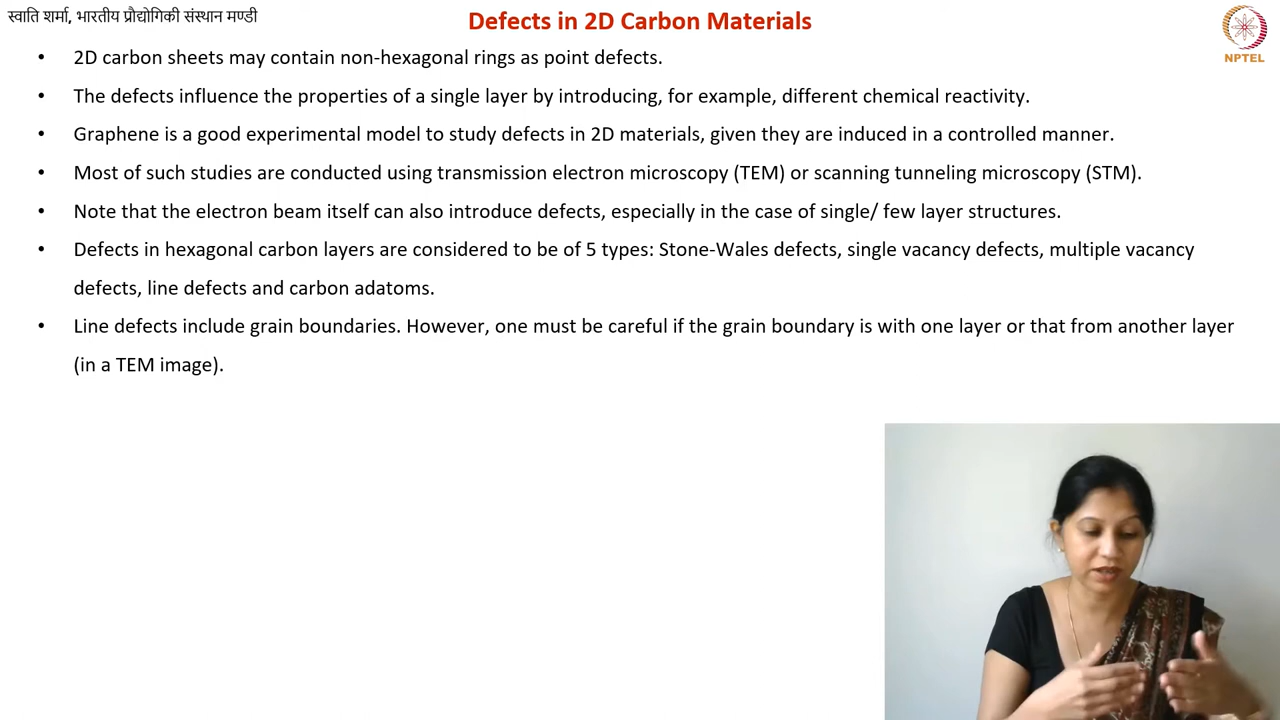 स्वाति शर्मा, भारतीय प्रौद्योगिकी संस्थान मण्डी
Defects in 2D Carbon Materials
NPTEL
• 2D carbon sheets may contain non-hexagonal rings as point defects.
• The defects influence the properties of a single layer by introducing, for example, different chemical reactivity.
• Graphene is a good experimental model to study defects in 2D materials, given they are induced in a controlled manner.
• Most of such studies are conducted using transmission electron microscopy (TEM) or scanning tunneling microscopy (STM).
• Note that the electron beam itself can also introduce defects, especially in the case of single/ few layer structures.
• Defects in hexagonal carbon layers are considered to be of 5 types: Stone-Wales defects, single vacancy defects, multiple vacancy
defects, line defects and carbon adatoms.
• Line defects include grain boundaries. However, one must be careful if the grain boundary is with one layer or that from another layer
(in a TEM image).